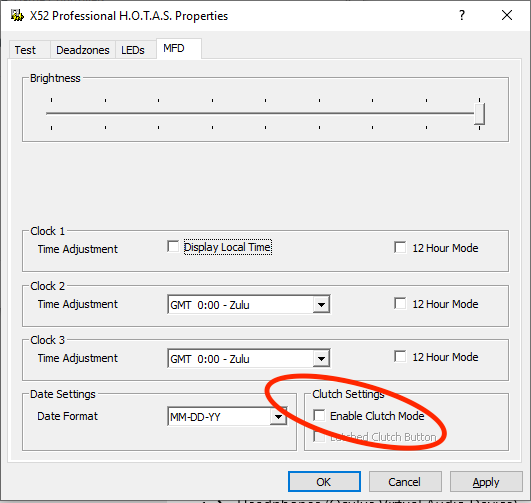 X52 Professional H.O.T.A.S. Properties
?
Test
Deadzones
LEDs
MFD
Brightness
Clock 1
Time Adjustment
Display Local Time
12 Hour Mode
Clock 2
Time Adjustment
GMT 0:00 - Zulu
12 Hour Mode
Clock 3
Time Adjustment
GMT 0:00 - Zulu
12 Hour Mode
Date Settings
Date Format
MM-DD-YY
Clutch Settings
Enable Clutch Mode
Latched Clutch Button
OK
Cancel
Apply